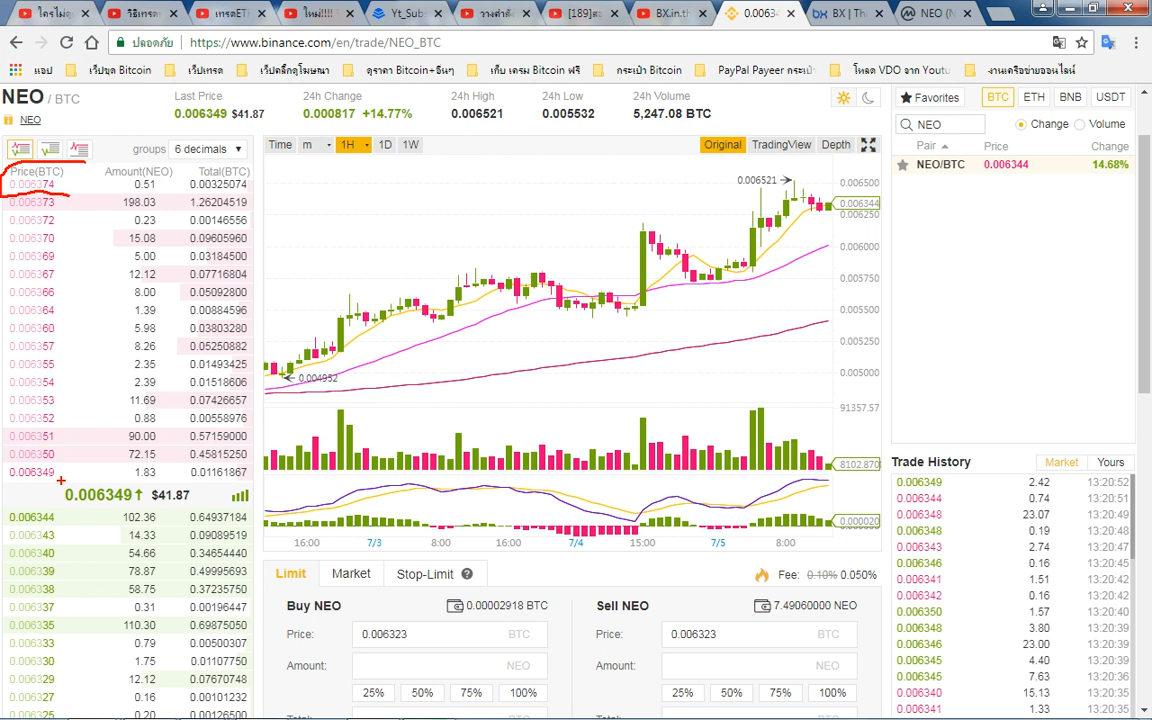 ใครไม่ดู
วิธีเทรด
เทรดETH
ใหม่!!!!
Yt_Subs
วางคำสั่
[189]สอ
BX.in.th
0.0063
BX | Tha
NEO (N
ปลอดภัย https://www.binance.com/en/trade/NEO_BTC
แอป เว็ปขุด Bitcoin เว็ปเทรด เว็ปคลิ๊กดูโฆษณา ดูราคา Bitcoin+อื่นๆ เก็บ เครม Bitcoin ฟรี กระเป๋า Bitcoin PayPal Payeer กระเป๋า โหลด VDO จาก Youtu งานเครือข่ายออนไลน์
NEO / BTC
NEO
Last Price
0.006349 $41.87
24h Change
0.000817 +14.77%
24h High
0.006521
24h Low
0.005532
24h Volume
5,247.08 BTC
groups 6 decimals
Price(BTC) Amount(NEO) Total(BTC)
0.006374 0.51 0.00325074
0.006373 198.03 1.26204519
0.006372 0.23 0.00146556
0.006370 15.08 0.09605960
0.006369 5.00 0.03184500
0.006367 12.12 0.07716804
0.006366 8.00 0.05092800
0.006364 1.39 0.00884596
0.006360 5.98 0.03803280
0.006357 8.26 0.05250882
0.006355 2.35 0.01493425
0.006354 2.39 0.01518606
0.006353 11.69 0.07426657
0.006352 0.88 0.00558976
0.006351 90.00 0.57159000
0.006350 72.15 0.45815250
0.006349 1.83 0.01161867
0.006349↑ $41.87
0.006344 102.36 0.64937184
0.006343 14.33 0.09089519
0.006340 54.66 0.34654440
0.006339 78.87 0.49995693
0.006338 58.75 0.37235750
0.006337 0.31 0.00196447
0.006335 110.30 0.69875050
0.006333 0.79 0.00500307
0.006330 1.75 0.01107750
0.006329 12.12 0.07670748
0.006327 0.16 0.00101232
0.006325 0.20 0.00126500
Time m 1H 1D 1W Original TradingView Depth
0.006521
0.004952
0.006500
0.006344
0.006250
0.006000
0.005750
0.005500
0.005250
0.005000
91357.57
8102.870
0.000020
16:00 7/3 8:00 16:00 7/4 15:00 7/5 8:00
Limit Market Stop-Limit ? Fee: 0.10% 0.050%
Buy NEO 0.00002918 BTC
Price: 0.006323 BTC
Amount: NEO
25% 50% 75% 100%
Sell NEO 7.49060000 NEO
Price: 0.006323 BTC
Amount: NEO
25% 50% 75% 100%
Favorites BTC ETH BNB USDT
NEO Change Volume
Pair Price Change
NEO/BTC 0.006344 14.68%
Trade History Market Yours
0.006349 2.42 13:20:52
0.006344 0.74 13:20:51
0.006348 23.07 13:20:49
0.006348 0.19 13:20:48
0.006343 2.74 13:20:47
0.006346 0.16 13:20:45
0.006341 1.51 13:20:42
0.006342 0.16 13:20:42
0.006350 1.57 13:20:40
0.006348 3.80 13:20:39
0.006346 23.00 13:20:39
0.006345 4.40 13:20:39
0.006345 7.63 13:20:36
0.006340 15.13 13:20:35
0.006341 1.33 13:20:35